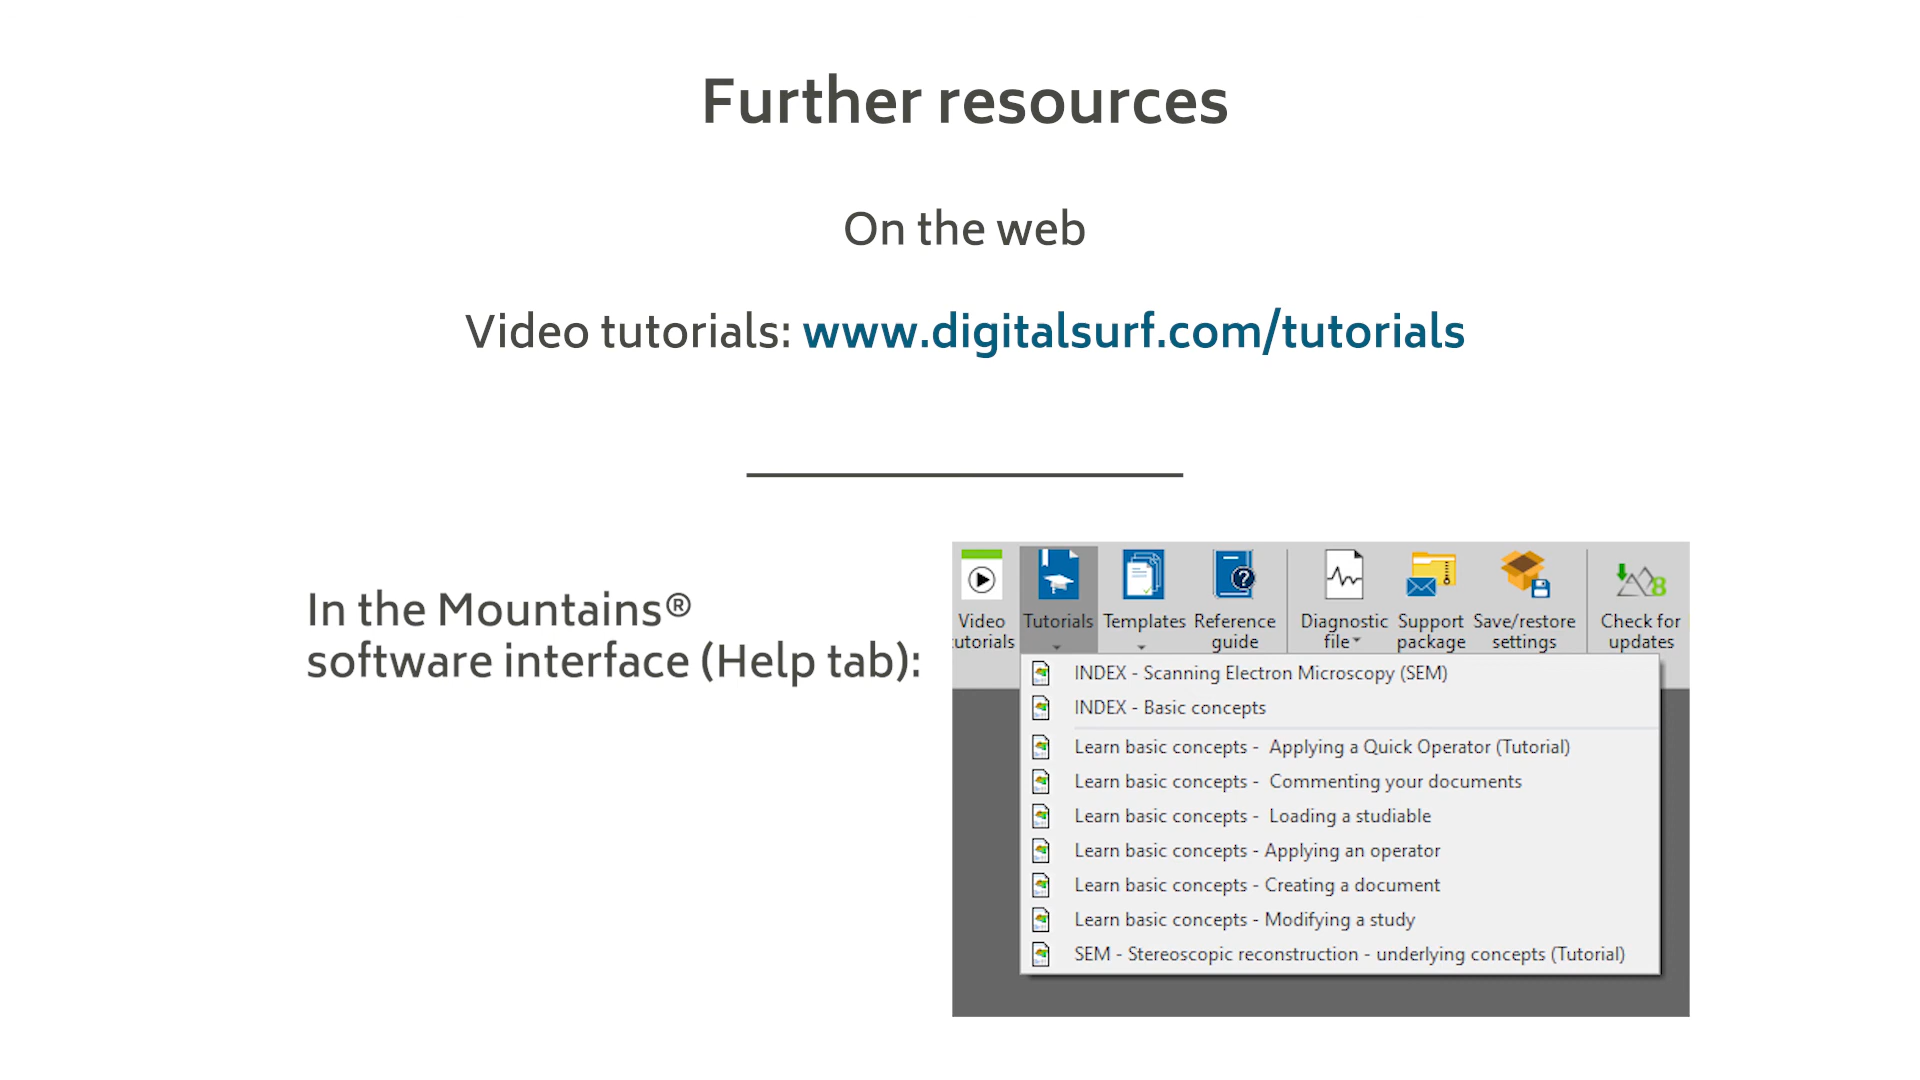 Further resources
On the web
Video tutorials: www.digitalsurf.com/tutorials
In the Mountains®
software interface (Help tab):
Video Tutorials Templates Reference Diagnostic Support Save/restore Check for
utorials guide file package settings updates
INDEX - Scanning Electron Microscopy (SEM)
INDEX - Basic concepts
Learn basic concepts - Applying a Quick Operator (Tutorial)
Learn basic concepts - Commenting your documents
Learn basic concepts - Loading a studiable
Learn basic concepts - Applying an operator
Learn basic concepts - Creating a document
Learn basic concepts - Modifying a study
SEM - Stereoscopic reconstruction - underlying concepts (Tutorial)